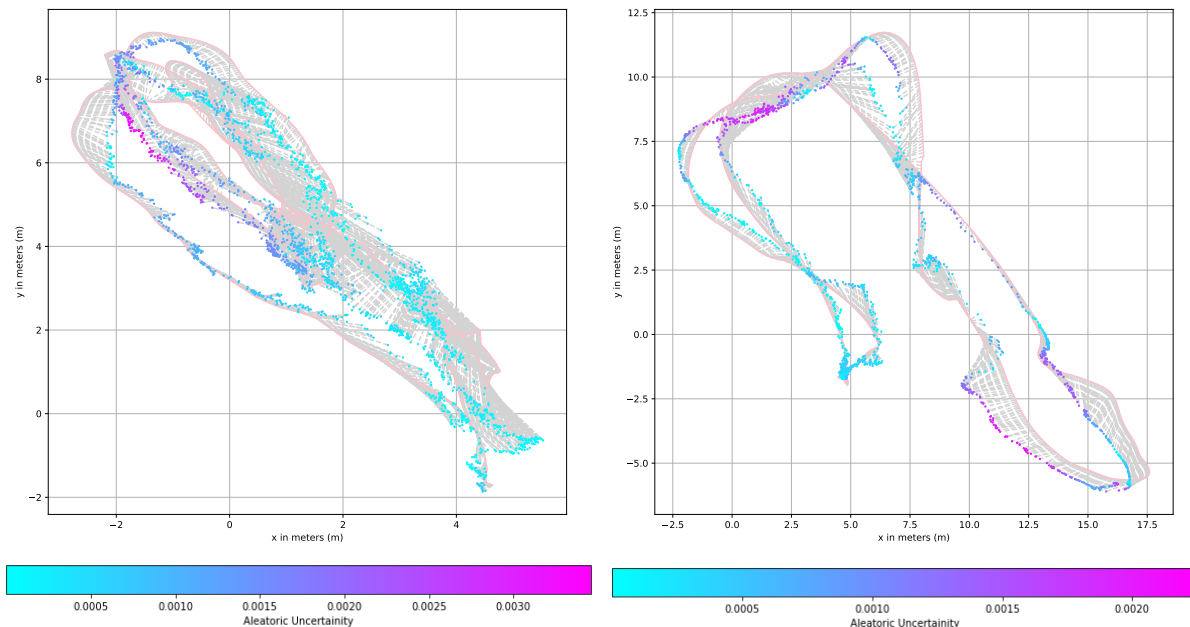 8
6
4
2
0
−2
y in meters (m)
−2 0 2 4
x in meters (m)
0.0005 0.0010 0.0015 0.0020 0.0025 0.0030
Aleatoric Uncertainity
12.5
10.0
7.5
5.0
2.5
0.0
−2.5
−5.0
y in meters (m)
−2.5 0.0 2.5 5.0 7.5 10.0 12.5 15.0 17.5
x in meters (m)
0.0005 0.0010 0.0015 0.0020
Aleatoric Uncertainity